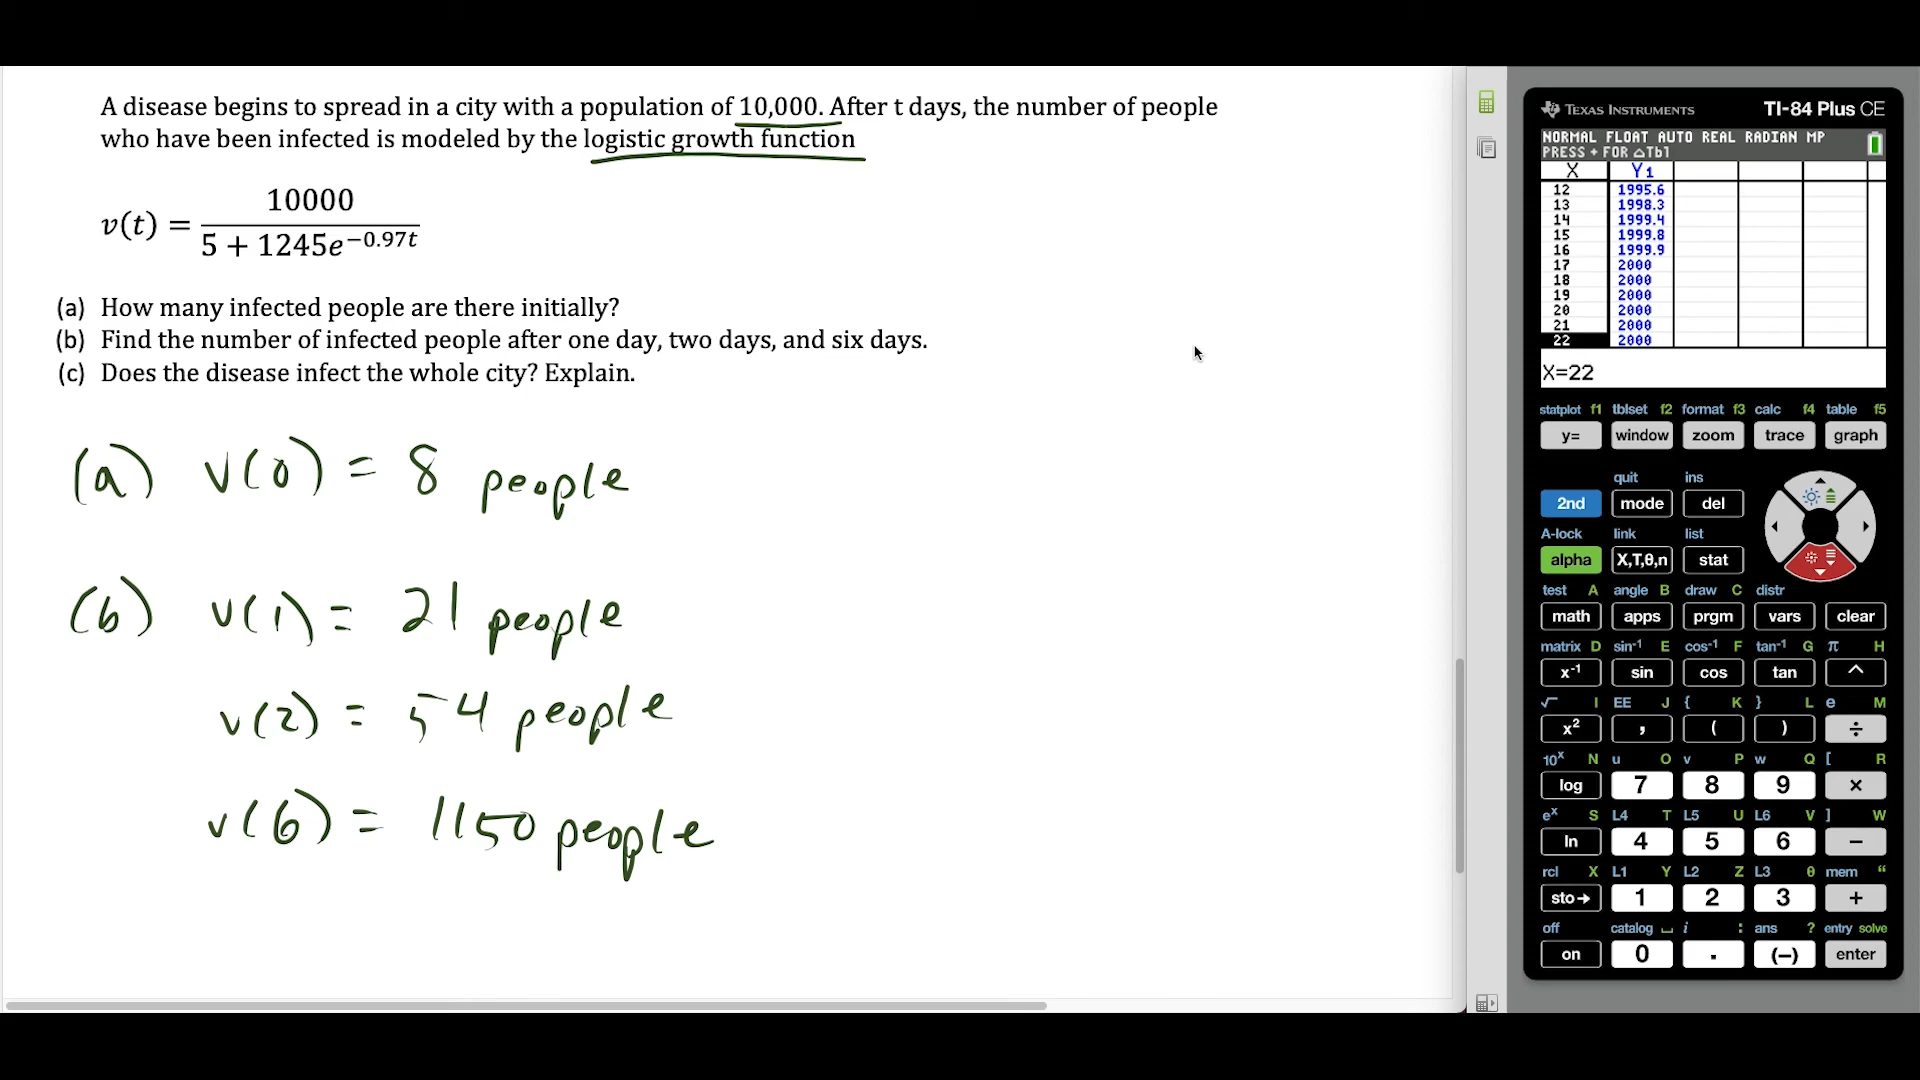 A disease begins to spread in a city with a population of 10,000. After t days, the number of people
who have been infected is modeled by the logistic growth function
v(t) = 10000 / 5 + 1245e^−0.97t
(a) How many infected people are there initially?
(b) Find the number of infected people after one day, two days, and six days.
(c) Does the disease infect the whole city? Explain.
(a) v(0) = 8 people
(b) v(1) = 21 people
v(2) = 54 people
v(6) = 1150 people
TEXAS INSTRUMENTS TI-84 Plus CE
NORMAL FLOAT AUTO REAL RADIAN MP
PRESS + FOR △Tbl
X Y1
12 1995.6
13 1998.3
14 1999.4
15 1999.8
16 1999.9
17 2000
18 2000
19 2000
20 2000
21 2000
22 2000
X=22
statplot f1 tblset f2 format f3 calc f4 table f5
y= window zoom trace graph
quit ins
2nd mode del
A-lock link list
alpha X,T,θ,n stat
test A angle B draw C distr
math apps prgm vars clear
matrix D sin⁻¹ E cos⁻¹ F tan⁻¹ G π H
x⁻¹ sin cos tan ^
√ I EE J { K } L e M
x² , ( ) ÷
10ˣ N u O v P w Q [ R
log 7 8 9 ×
eˣ S L4 T L5 U L6 V ] W
ln 4 5 6 −
rcl X L1 Y L2 Z L3 θ mem “
sto→ 1 2 3 +
off catalog ⎵ i : ans ? entry solve
on 0 . (−) enter